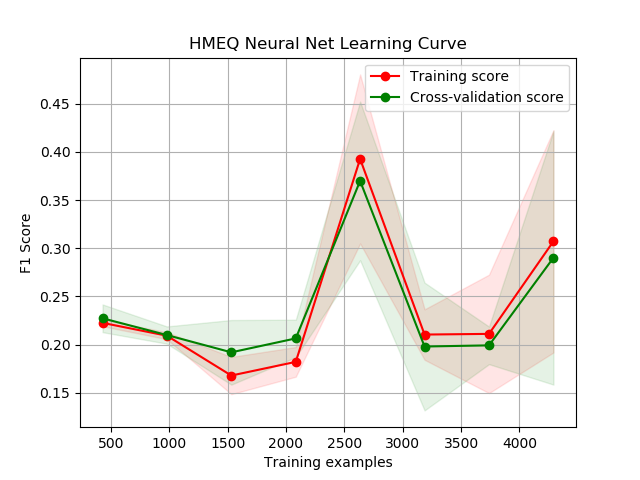 HMEQ Neural Net Learning Curve
Training score
Cross-validation score
F1 Score
0.45
0.40
0.35
0.30
0.25
0.20
0.15
500 1000 1500 2000 2500 3000 3500 4000
Training examples